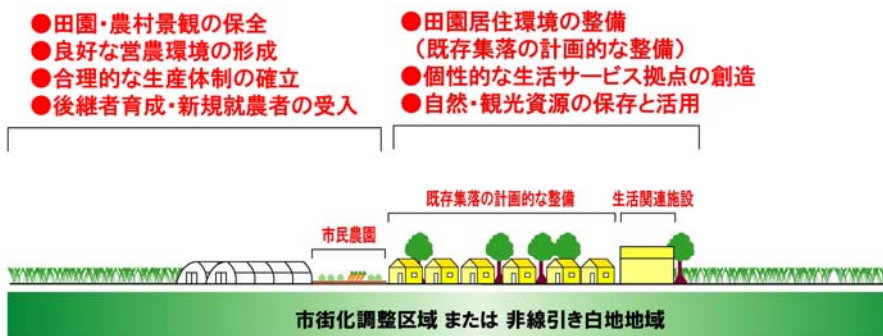 ●田園・農村景観の保全
●良好な営農環境の形成
●合理的な生産体制の確立
●後継者育成・新規就農者の受入
●田園居住環境の整備
（既存集落の計画的な整備）
●個性的な生活サービス拠点の創造
●自然・観光資源の保存と活用
市民農園
既存集落の計画的な整備
生活関連施設
市街化調整区域 または 非線引き白地地域